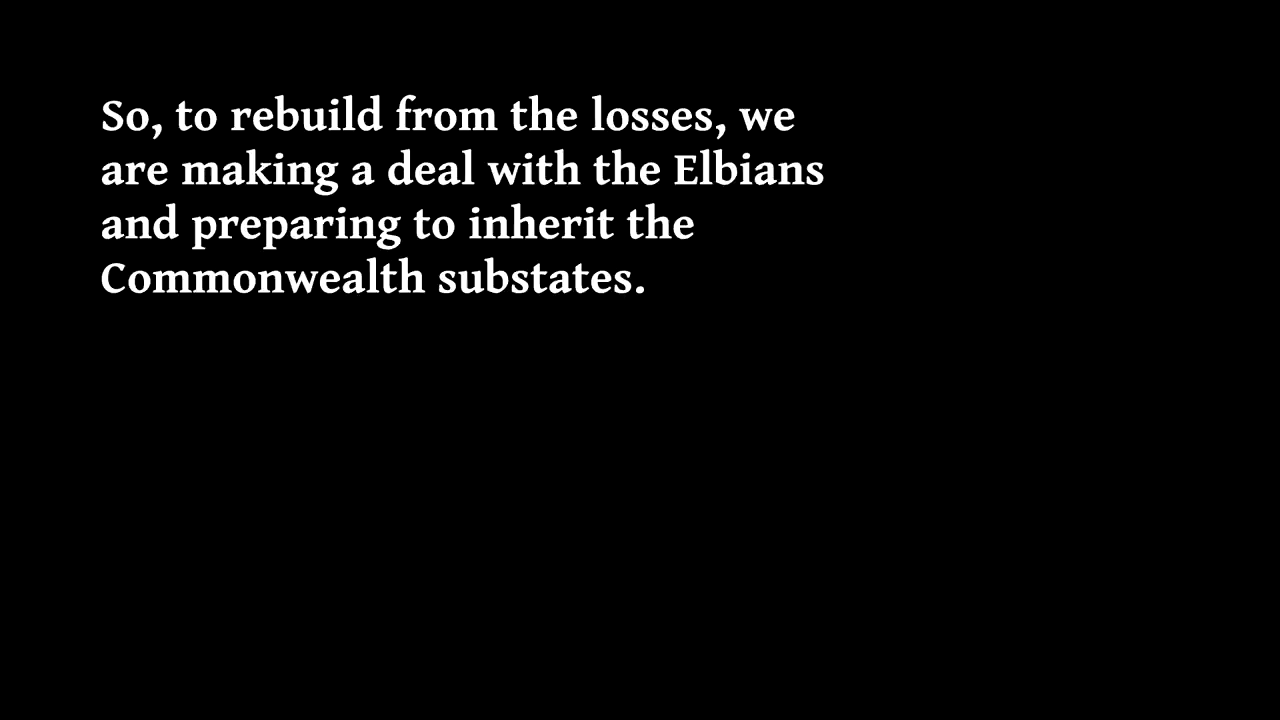 So, to rebuild from the losses, we
are making a deal with the Elbians
and preparing to inherit the
Commonwealth substates.